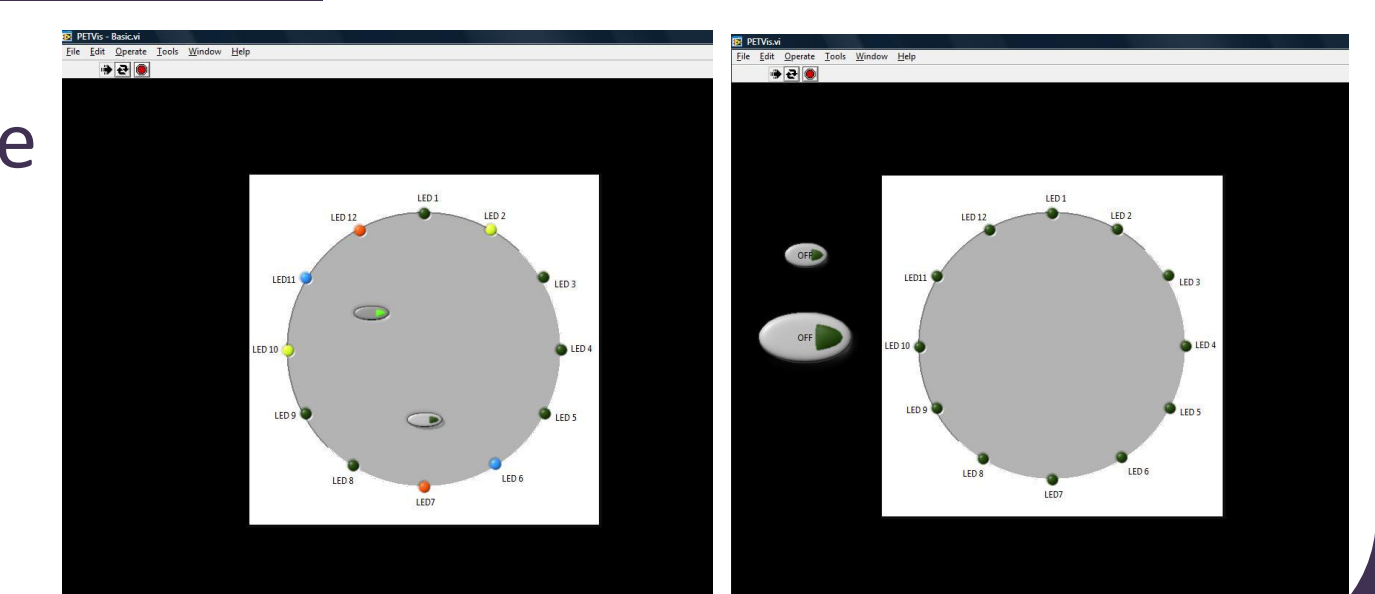 e
PETVis - Basic.vi
File Edit Operate Tools Window Help
LED 1
LED 12
LED 2
LED11
LED 3
LED 10
LED 4
LED 9
LED 5
LED 8
LED 6
LED7
PETVis.vi
File Edit Operate Tools Window Help
LED 1
LED 12
LED 2
OFF
LED11
LED 3
OFF
LED 10
LED 4
LED 9
LED 5
LED 8
LED 6
LED7